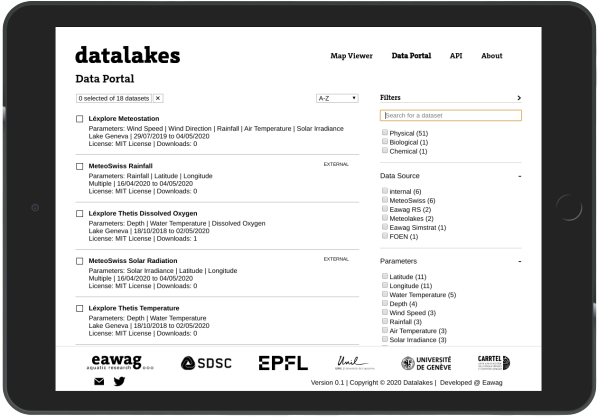 datalakes
Map Viewer Data Portal API About
Data Portal
0 selected of 18 datasets ×
A-Z
Léxplore Meteostation
Parameters: Wind Speed | Wind Direction | Rainfall | Air Temperature | Solar Irradiance
Lake Geneva | 29/07/2019 to 04/05/2020
License: MIT License | Downloads: 0
MeteoSwiss Rainfall
EXTERNAL
Parameters: Rainfall | Latitude | Longitude
Multiple | 16/04/2020 to 04/05/2020
License: MIT License | Downloads: 0
Léxplore Thetis Dissolved Oxygen
Parameters: Depth | Water Temperature | Dissolved Oxygen
Lake Geneva | 18/10/2018 to 02/05/2020
License: MIT License | Downloads: 1
MeteoSwiss Solar Radiation
EXTERNAL
Parameters: Solar Irradiance | Latitude | Longitude
Multiple | 16/04/2020 to 04/05/2020
License: MIT License | Downloads: 0
Léxplore Thetis Temperature
Parameters: Depth | Water Temperature
Lake Geneva | 18/10/2018 to 02/05/2020
License: MIT License | Downloads: 0
Filters >
Search for a dataset
Physical (51)
Biological (1)
Chemical (1)
Data Source -
internal (6)
MeteoSwiss (6)
Eawag RS (2)
Meteolakes (2)
Eawag Simstrat (1)
FOEN (1)
Parameters -
Latitude (11)
Longitude (11)
Water Temperature (5)
Depth (4)
Wind Speed (3)
Rainfall (3)
Air Temperature (3)
Solar Irradiance (3)
eawag
aquatic research
SDSC
EPFL
Unil
UNIVERSITÉ
DE GENÈVE
CARRTEL
Version 0.1 | Copyright © 2020 Datalakes | Developed @ Eawag